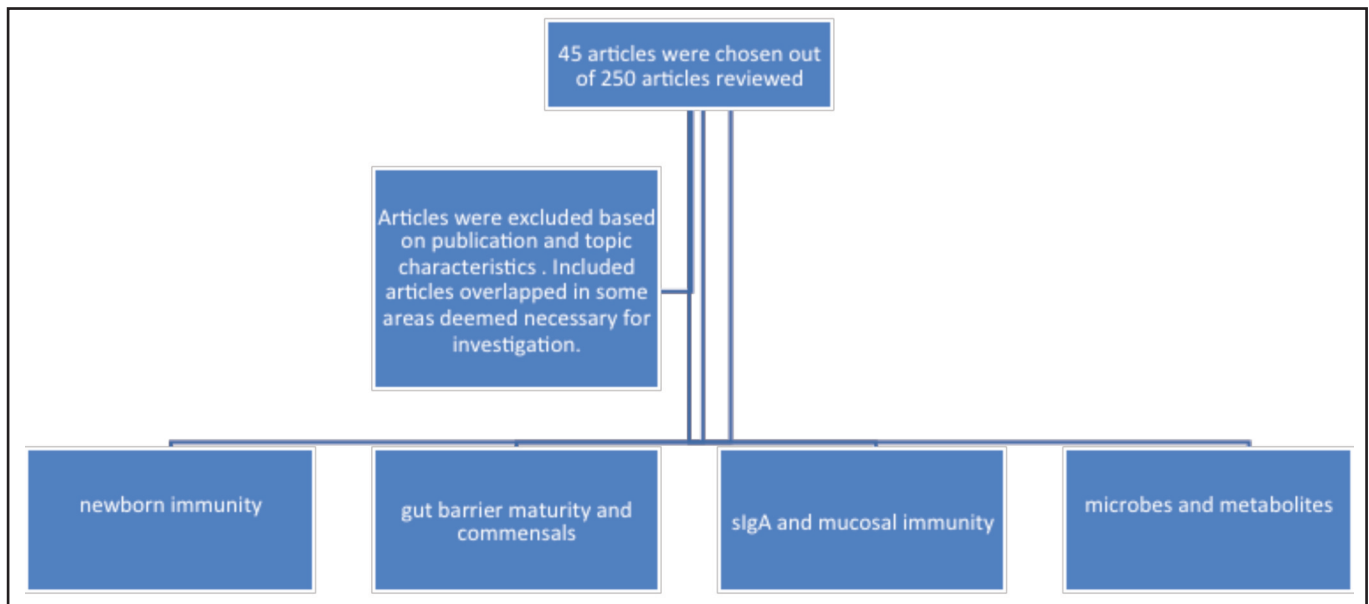 45 articles were chosen out
of 250 articles reviewed
Articles were excluded based
on publication and topic
characteristics . Included
articles overlapped in some
areas deemed necessary for
investigation.
newborn immunity
gut barrier maturity and
commensals
sIgA and mucosal immunity
microbes and metabolites